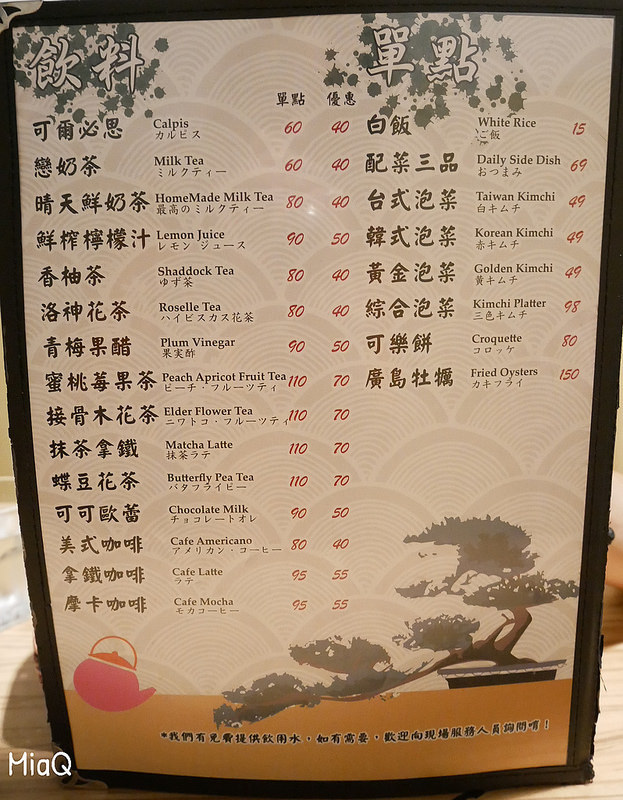 飲料
單點 優惠
可爾必思 Calpis 60 40
カルピス
戀奶茶 Milk Tea 60 40
ミルクティー
晴天鮮奶茶 HomeMade Milk Tea 80 40
最高のミルクティー
鮮榨檸檬汁 Lemon Juice 90 50
レモン ジュース
香柚茶 Shaddock Tea 80 40
ゆず茶
洛神花茶 Roselle Tea 80 40
ハイビスカス花茶
青梅果醋 Plum Vinegar 90 50
果実酢
蜜桃莓果茶 Peach Apricot Fruit Tea 110 70
ピーチ・フルーツティ
接骨木花茶 Elder Flower Tea 110 70
ニワトコ・フルーツティ
抹茶拿鐵 Matcha Latte 110 70
抹茶ラテ
蝶豆花茶 Butterfly Pea Tea 110 70
バタフライピー
可可歐蕾 Chocolate Milk 90 50
チョコレートオレ
美式咖啡 Cafe Americano 80 40
アメリカン・コーヒー
拿鐵咖啡 Cafe Latte 95 55
ラテ
摩卡咖啡 Cafe Mocha 95 55
モカコーヒー
單點
白飯 White Rice 15
ご飯
配菜三品 Daily Side Dish 69
おつまみ
台式泡菜 Taiwan Kimchi 49
白キムチ
韓式泡菜 Korean Kimchi 49
赤キムチ
黃金泡菜 Golden Kimchi 49
黄キムチ
綜合泡菜 Kimchi Platter 98
三色キムチ
可樂餅 Croquette 80
コロッケ
廣島牡蠣 Fried Oysters 150
カキフライ
*我們有免費提供飲用水，如有需要，歡迎向現場服務人員詢問唷！
MiaQ